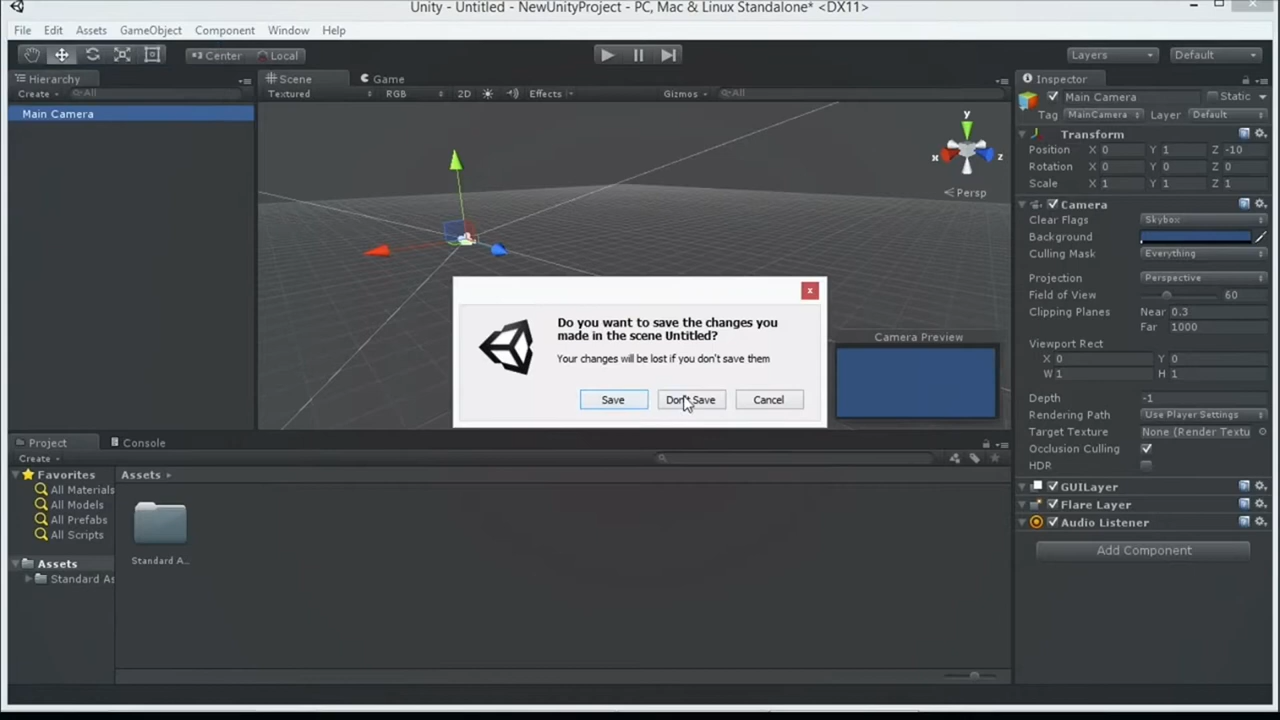 Unity - Untitled - NewUnityProject - PC, Mac & Linux Standalone* <DX11>
File Edit Assets GameObject Component Window Help
Center Local Layers Default
Hierarchy
Create All
Main Camera
Scene Game
Textured RGB 2D Effects Gizmos All
y
x z
Persp
Inspector
Main Camera Static
Tag MainCamera Layer Default
Transform
Position X 0 Y 1 Z -10
Rotation X 0 Y 0 Z 0
Scale X 1 Y 1 Z 1
Camera
Clear Flags Skybox
Background
Culling Mask Everything
Projection Perspective
Field of View 60
Clipping Planes Near 0.3
Far 1000
Viewport Rect
X 0 Y 0
W 1 H 1
Depth -1
Rendering Path Use Player Settings
Target Texture None (Render Textu
Occlusion Culling
HDR
GUILayer
Flare Layer
Audio Listener
Add Component
Do you want to save the changes you
made in the scene Untitled?
Your changes will be lost if you don't save them
Save Don't Save Cancel
Camera Preview
Project Console
Create
Favorites
All Materials
All Models
All Prefabs
All Scripts
Assets
Standard As
Assets
Standard A...